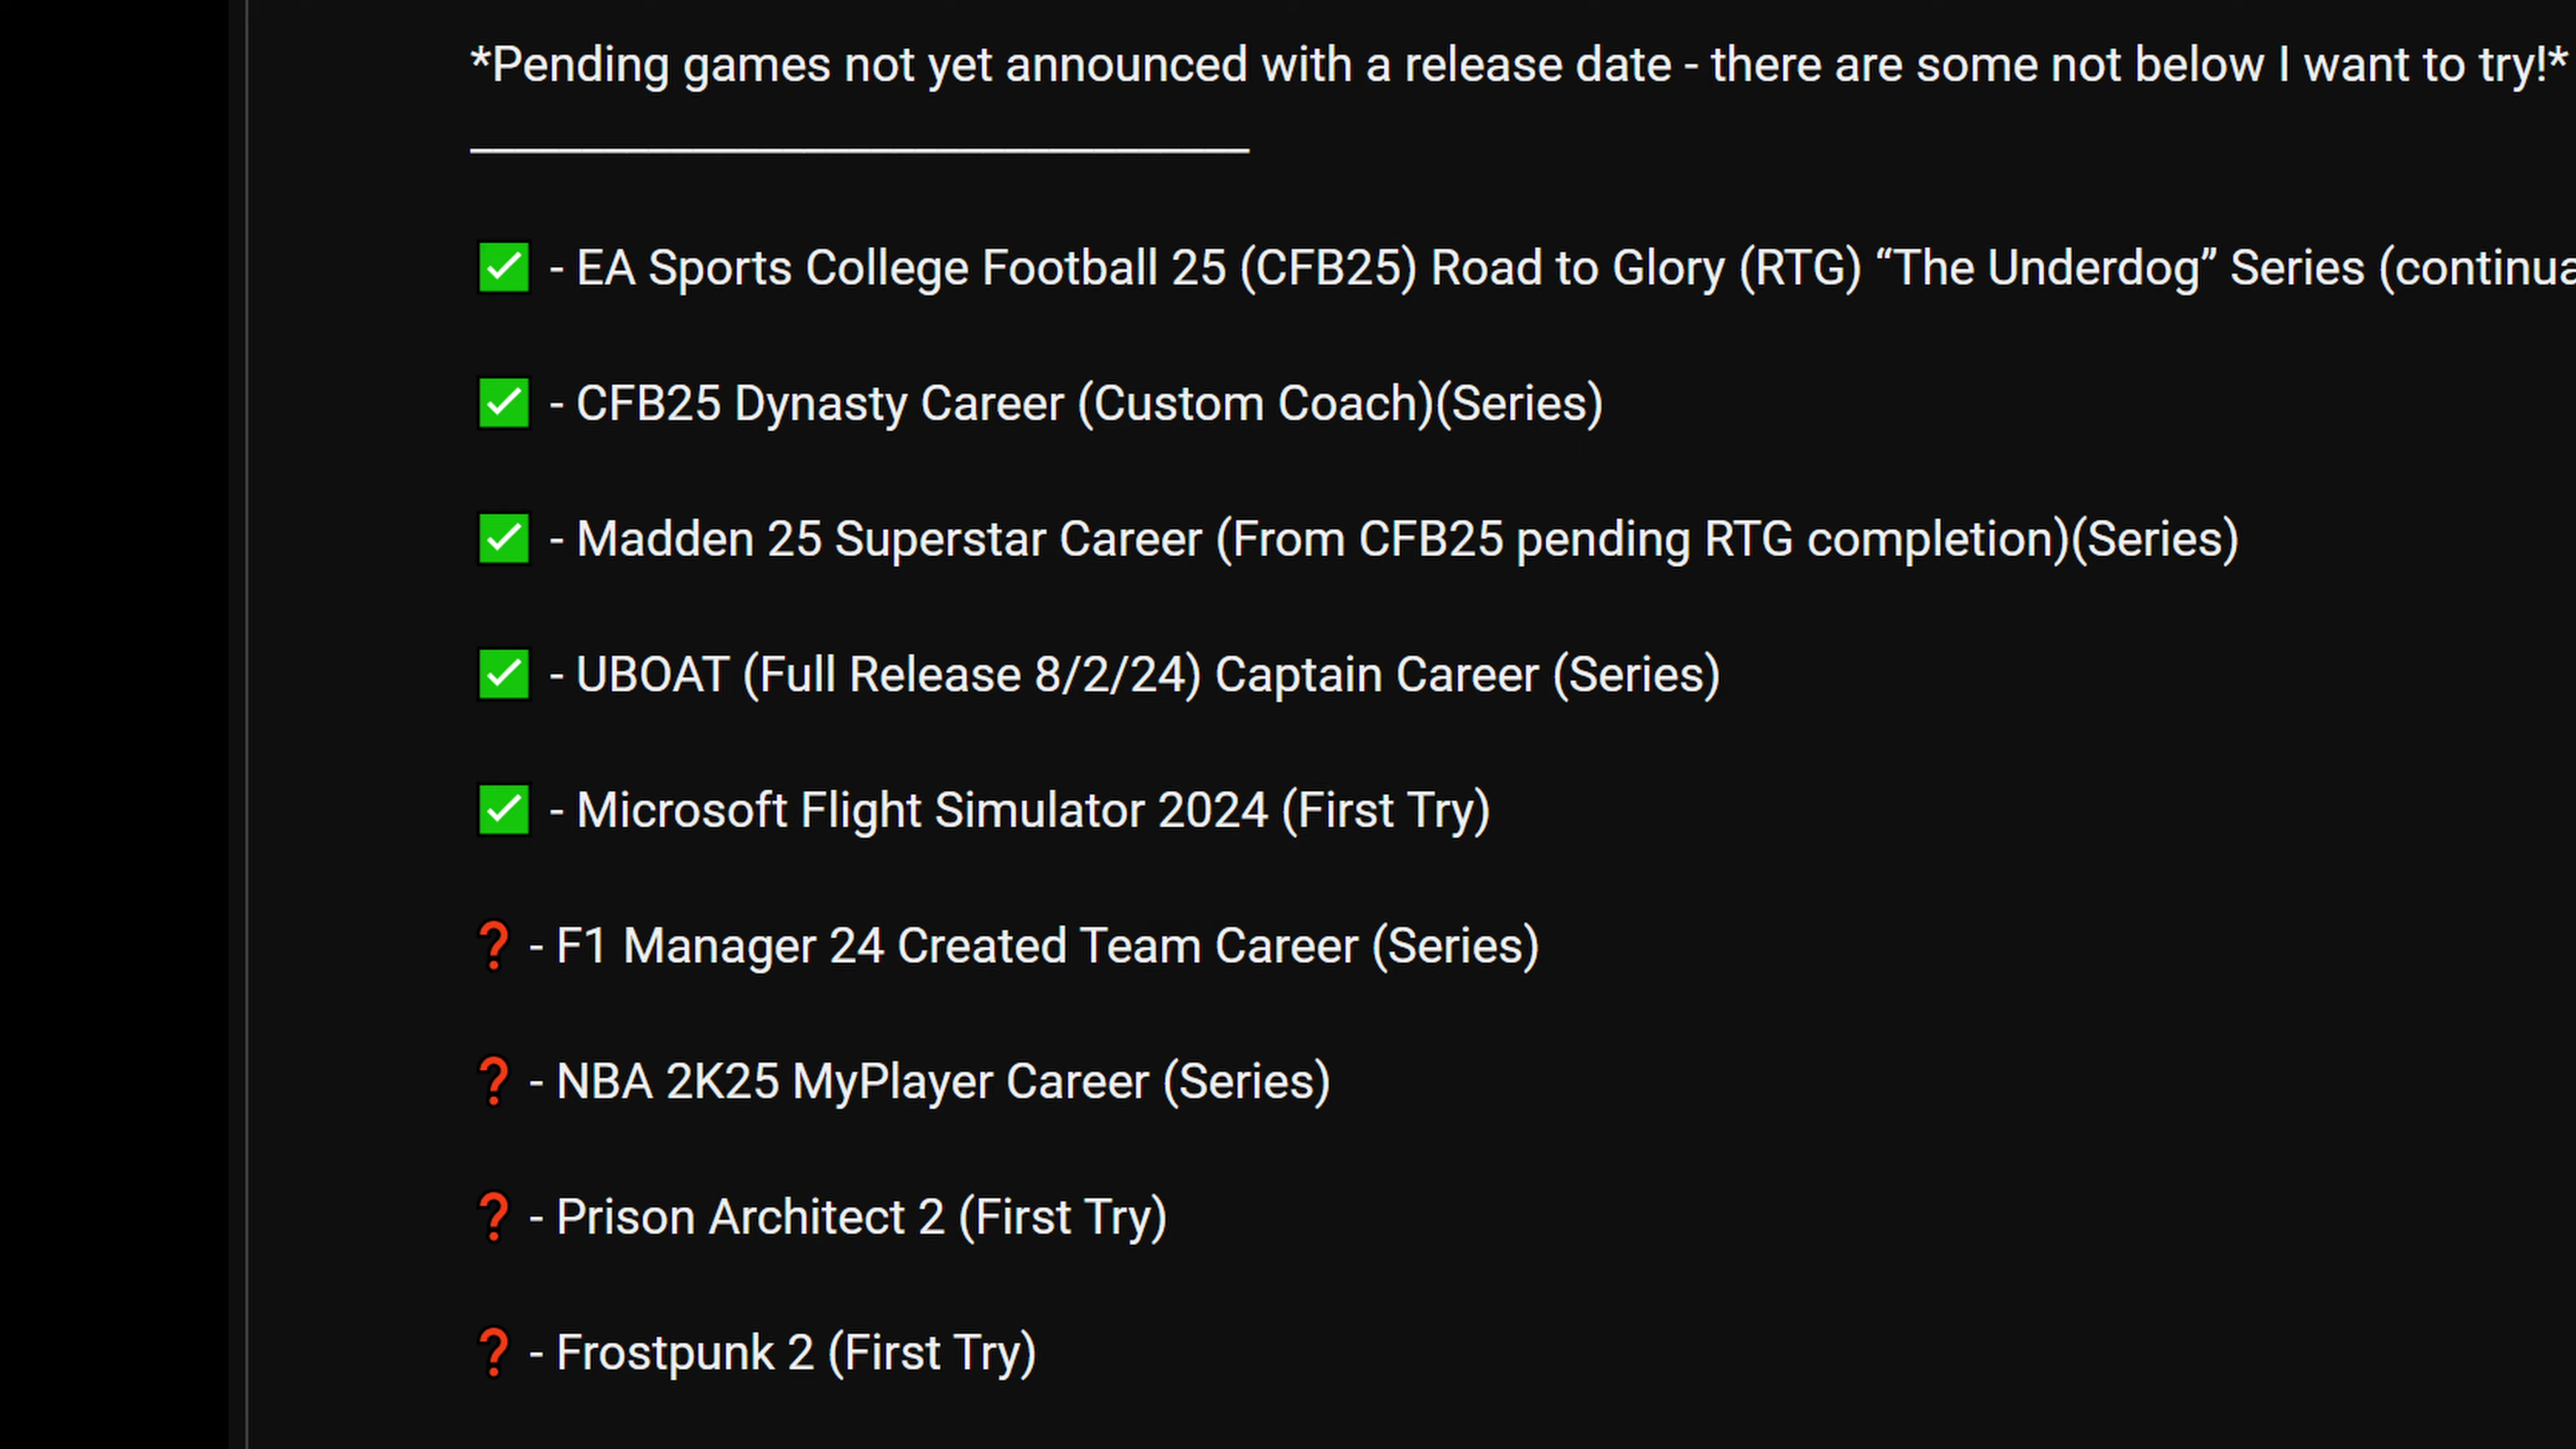 *Pending games not yet announced with a release date - there are some not below I want to try!*
___________________________________
✅ - EA Sports College Football 25 (CFB25) Road to Glory (RTG) “The Underdog” Series (continua
✅ - CFB25 Dynasty Career (Custom Coach)(Series)
✅ - Madden 25 Superstar Career (From CFB25 pending RTG completion)(Series)
✅ - UBOAT (Full Release 8/2/24) Captain Career (Series)
✅ - Microsoft Flight Simulator 2024 (First Try)
❓ - F1 Manager 24 Created Team Career (Series)
❓ - NBA 2K25 MyPlayer Career (Series)
❓ - Prison Architect 2 (First Try)
❓ - Frostpunk 2 (First Try)